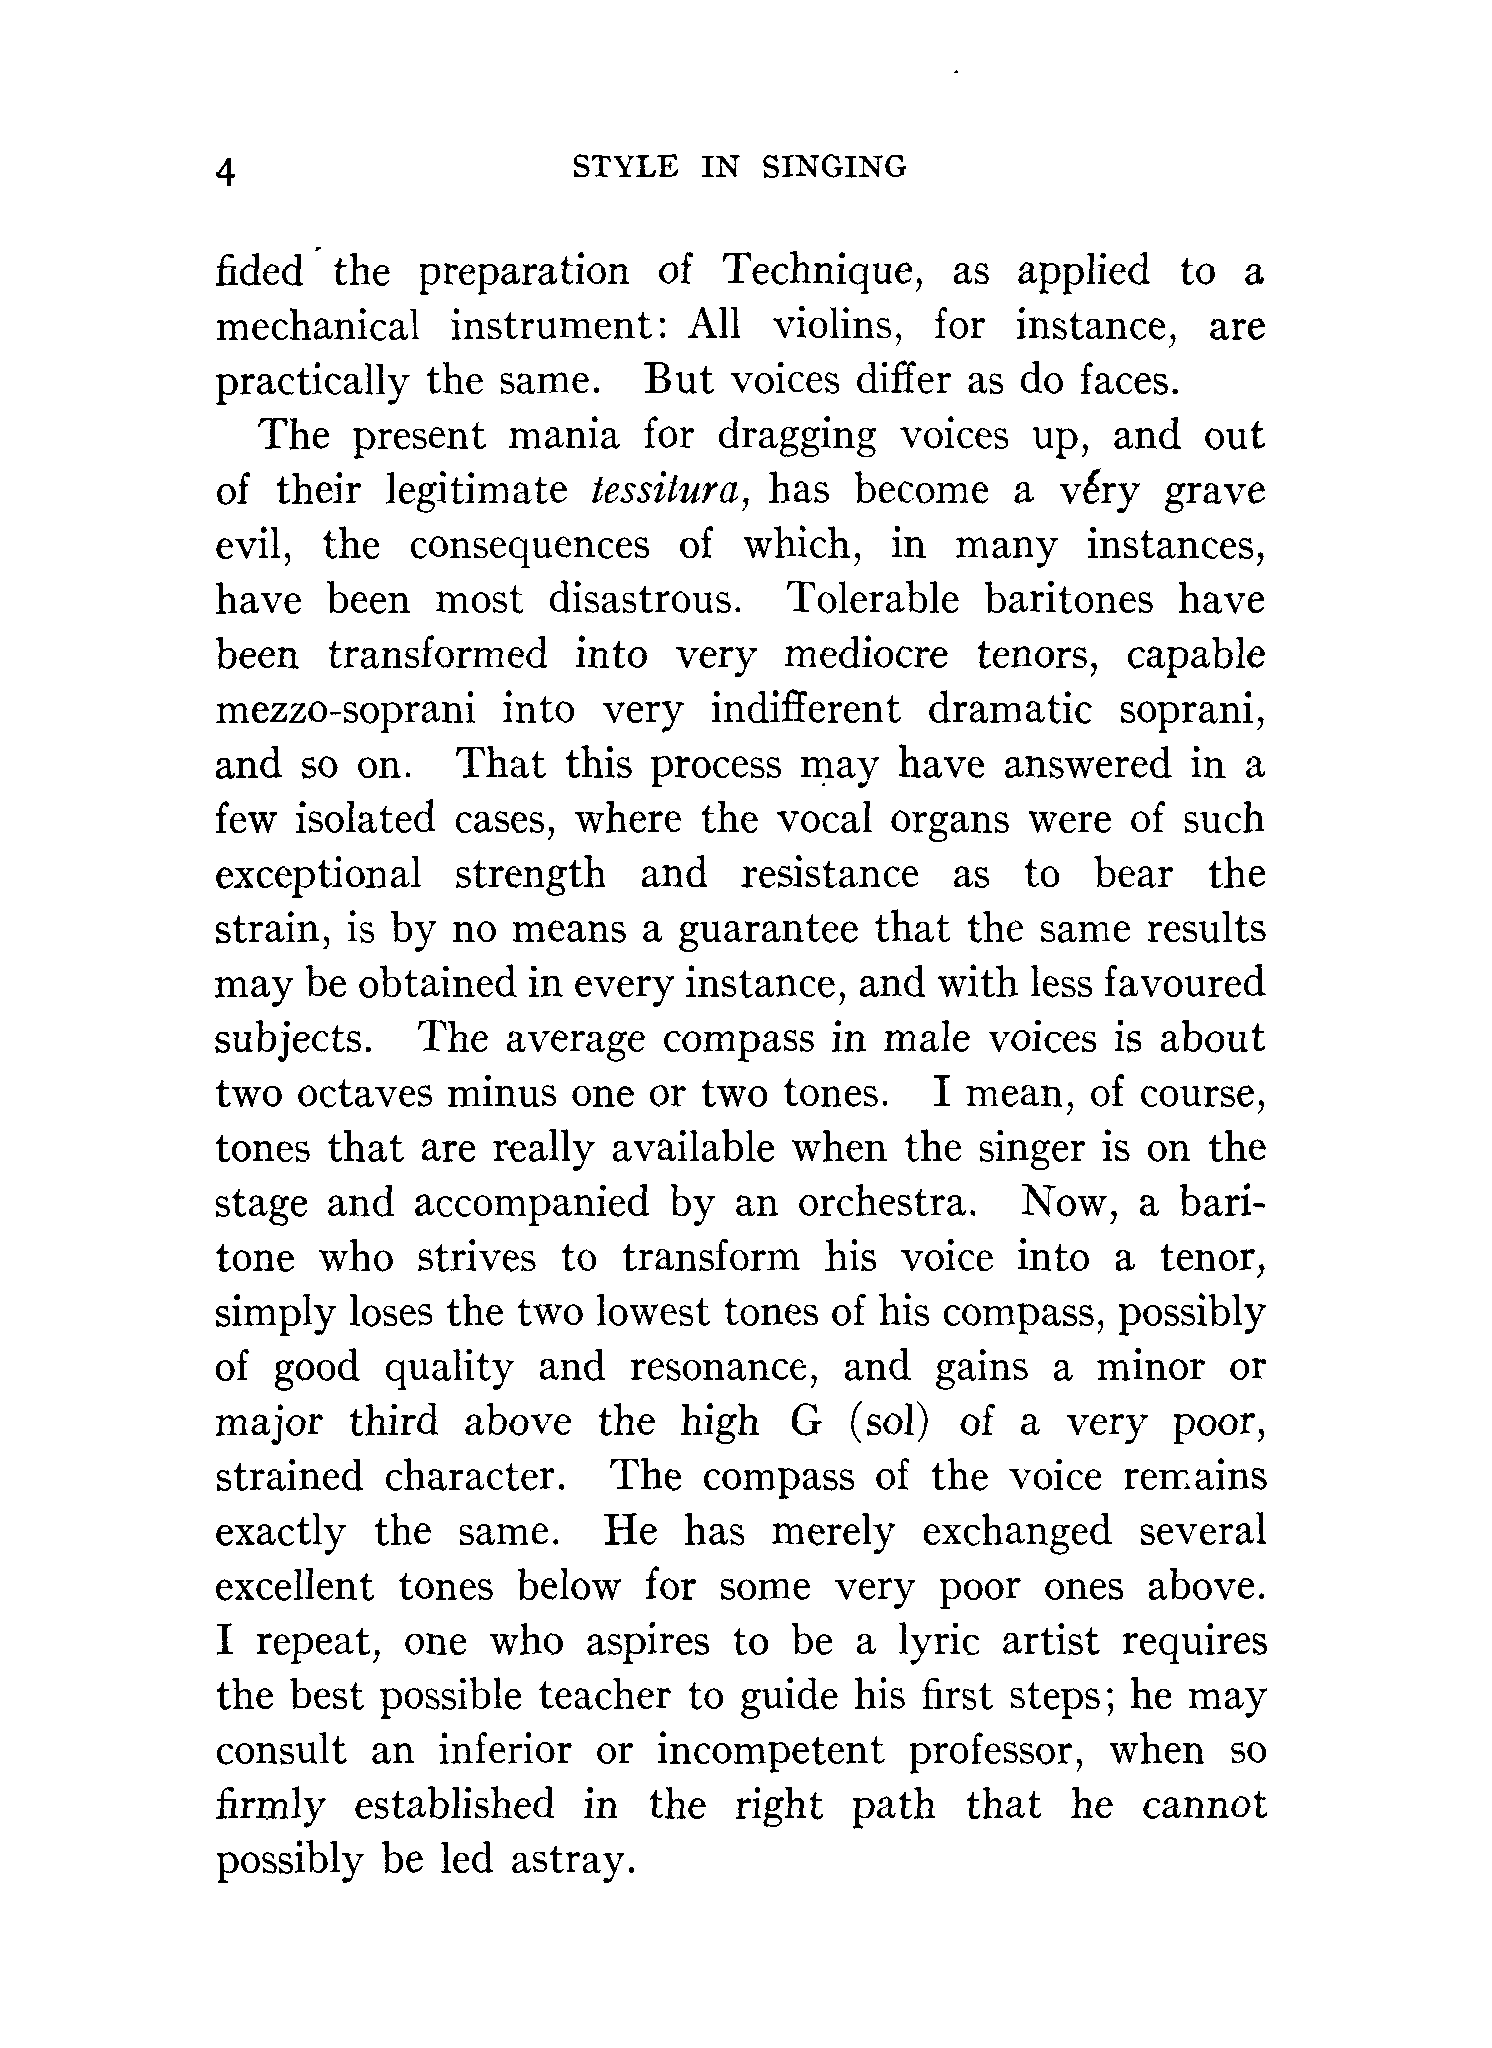 4 STYLE IN SINGING
fided the preparation of Technique, as applied to a
mechanical instrument: All violins, for instance, are
practically the same. But voices differ as do faces.
The present mania for dragging voices up, and out
of their legitimate tessitura, has become a very grave
evil, the consequences of which, in many instances,
have been most disastrous. Tolerable baritones have
been transformed into very mediocre tenors, capable
mezzo-soprani into very indifferent dramatic soprani,
and so on. That this process may have answered in a
few isolated cases, where the vocal organs were of such
exceptional strength and resistance as to bear the
strain, is by no means a guarantee that the same results
may be obtained in every instance, and with less favoured
subjects. The average compass in male voices is about
two octaves minus one or two tones. I mean, of course,
tones that are really available when the singer is on the
stage and accompanied by an orchestra. Now, a bari-
tone who strives to transform his voice into a tenor,
simply loses the two lowest tones of his compass, possibly
of good quality and resonance, and gains a minor or
major third above the high G (sol) of a very poor,
strained character. The compass of the voice remains
exactly the same. He has merely exchanged several
excellent tones below for some very poor ones above.
I repeat, one who aspires to be a lyric artist requires
the best possible teacher to guide his first steps; he may
consult an inferior or incompetent professor, when so
firmly established in the right path that he cannot
possibly be led astray.